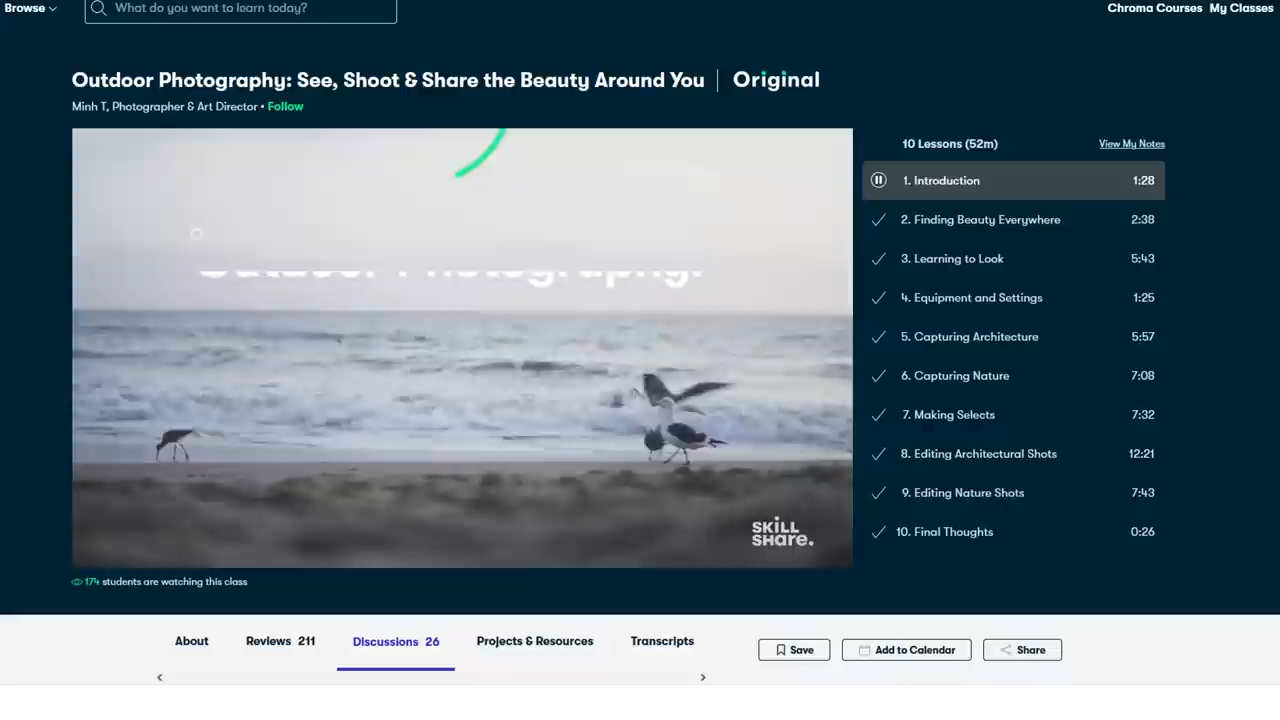 Browse
What do you want to learn today?
Chroma Courses My Classes
Outdoor Photography: See, Shoot & Share the Beauty Around You | Original
Minh T, Photographer & Art Director • Follow
10 Lessons (52m)
View My Notes
1. Introduction 1:28
2. Finding Beauty Everywhere 2:38
3. Learning to Look 5:43
4. Equipment and Settings 1:25
5. Capturing Architecture 5:57
6. Capturing Nature 7:08
7. Making Selects 7:32
8. Editing Architectural Shots 12:21
9. Editing Nature Shots 7:43
10. Final Thoughts 0:26
Outdoor Photography:
SKILL
SHARE.
174 students are watching this class
About Reviews 211 Discussions 26 Projects & Resources Transcripts
Save Add to Calendar Share